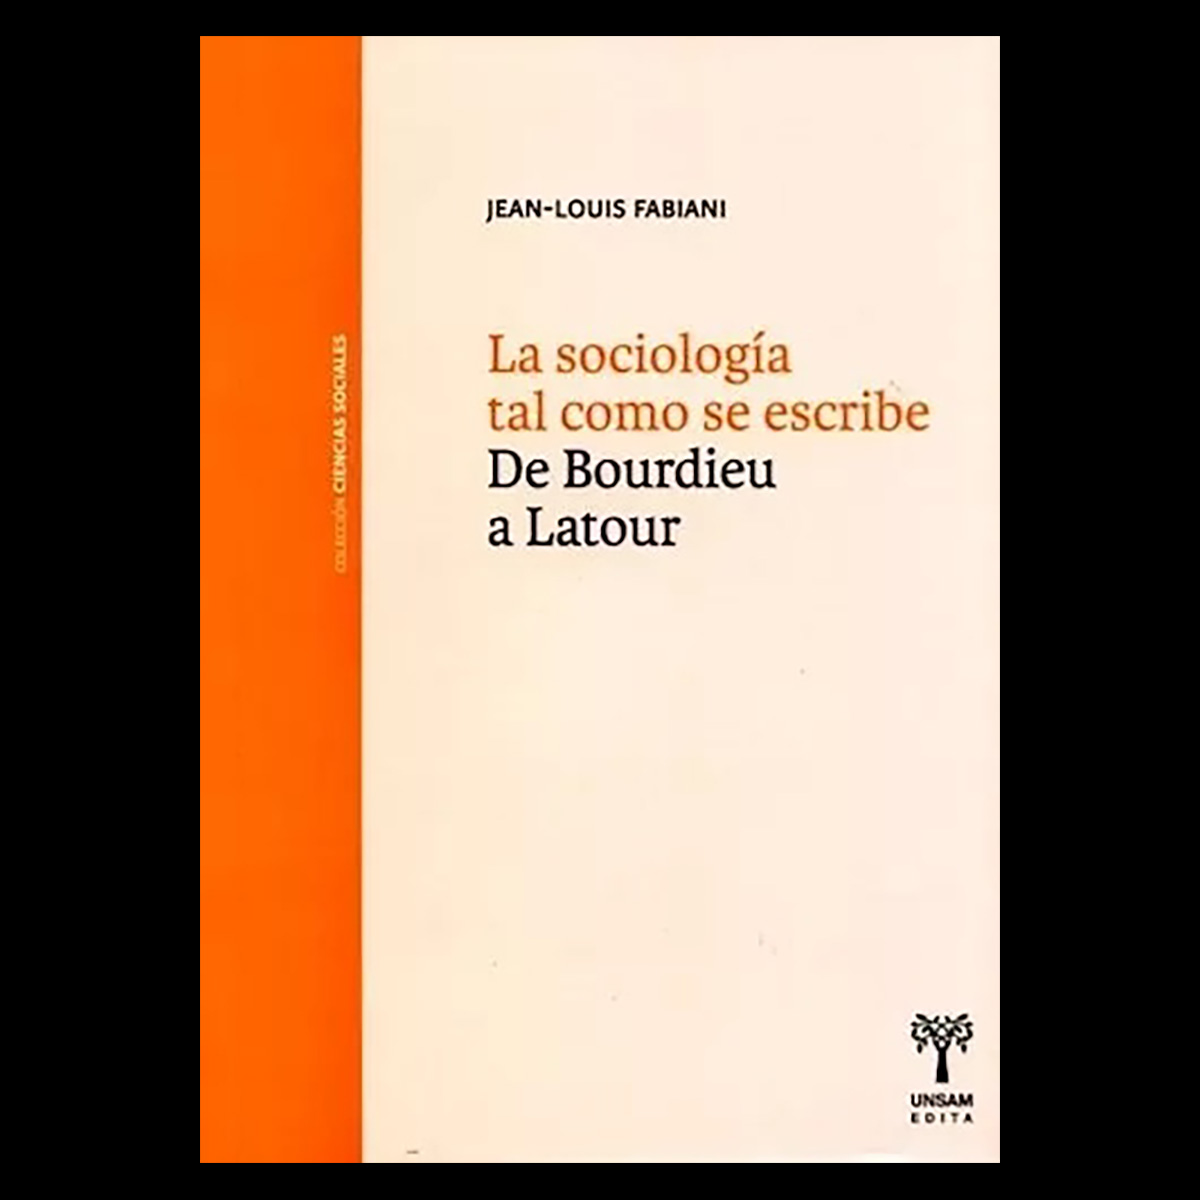 JEAN-LOUIS FABIANI
La sociología
tal como se escribe
De Bourdieu
a Latour
COLECCIÓN CIENCIAS SOCIALES
UNSAM
EDITA